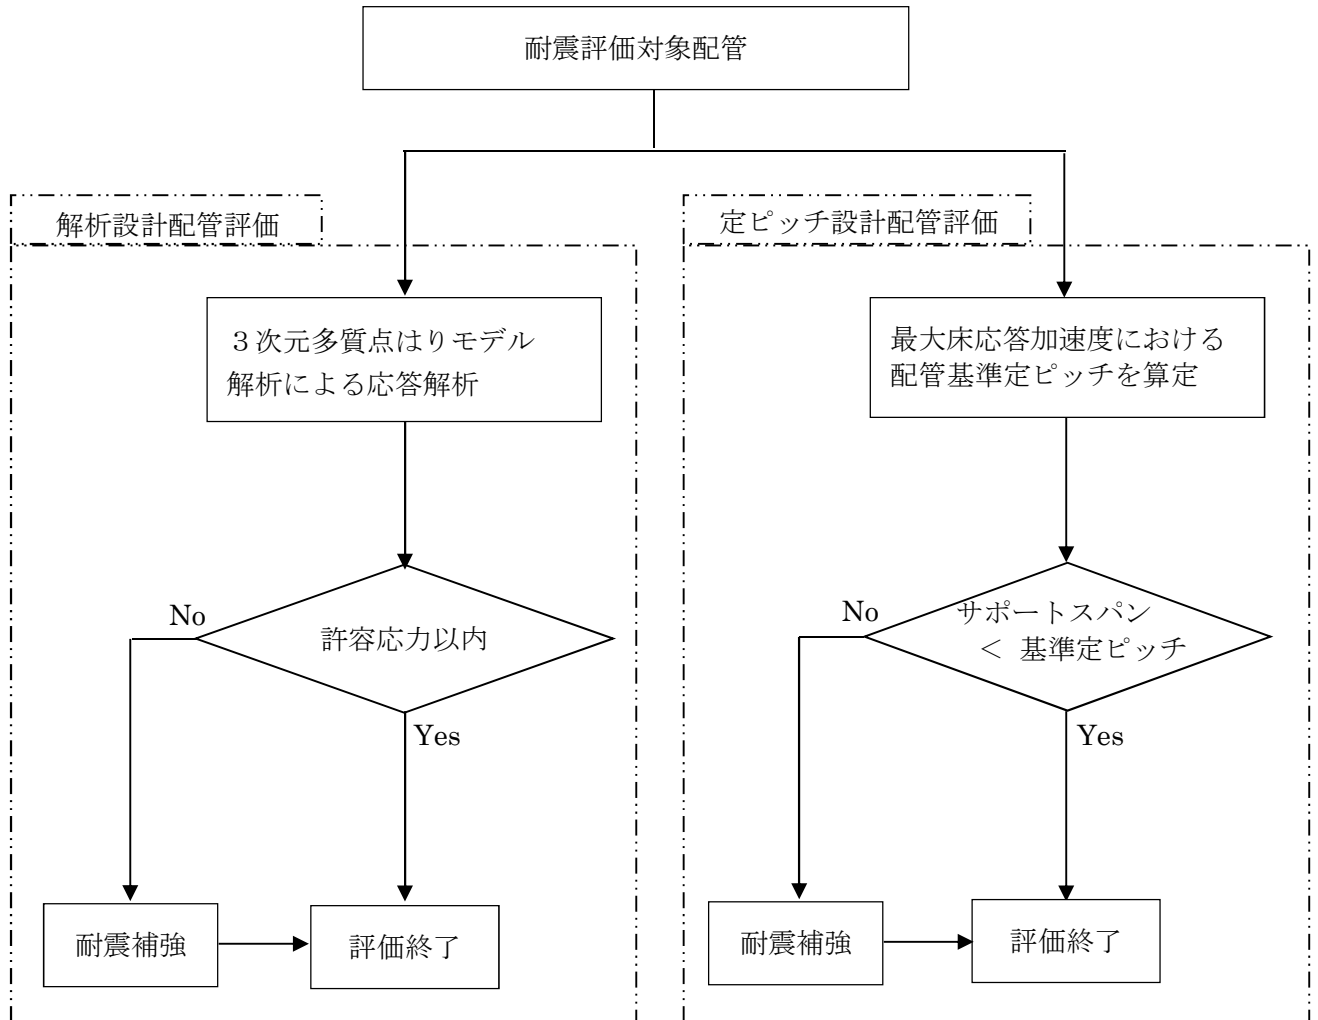 耐震評価対象配管
解析設計配管評価
３次元多質点はりモデル
解析による応答解析
No
許容応力以内
Yes
耐震補強
評価終了
定ピッチ設計配管評価
最大床応答加速度における
配管基準定ピッチを算定
No
サポートスパン
＜ 基準定ピッチ
Yes
耐震補強
評価終了